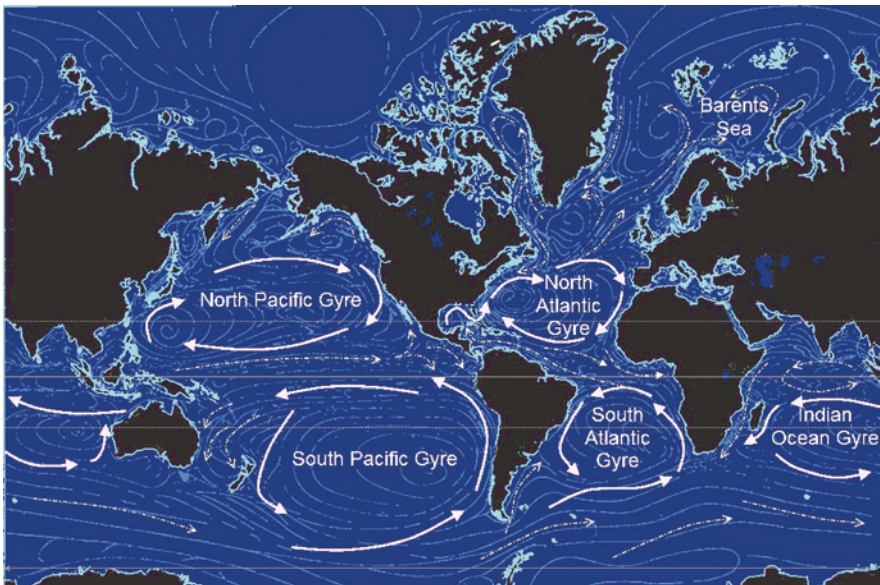 Barents
Sea
North Pacific Gyre
North
Atlantic
Gyre
South Pacific Gyre
South
Atlantic
Gyre
Indian
Ocean Gyre